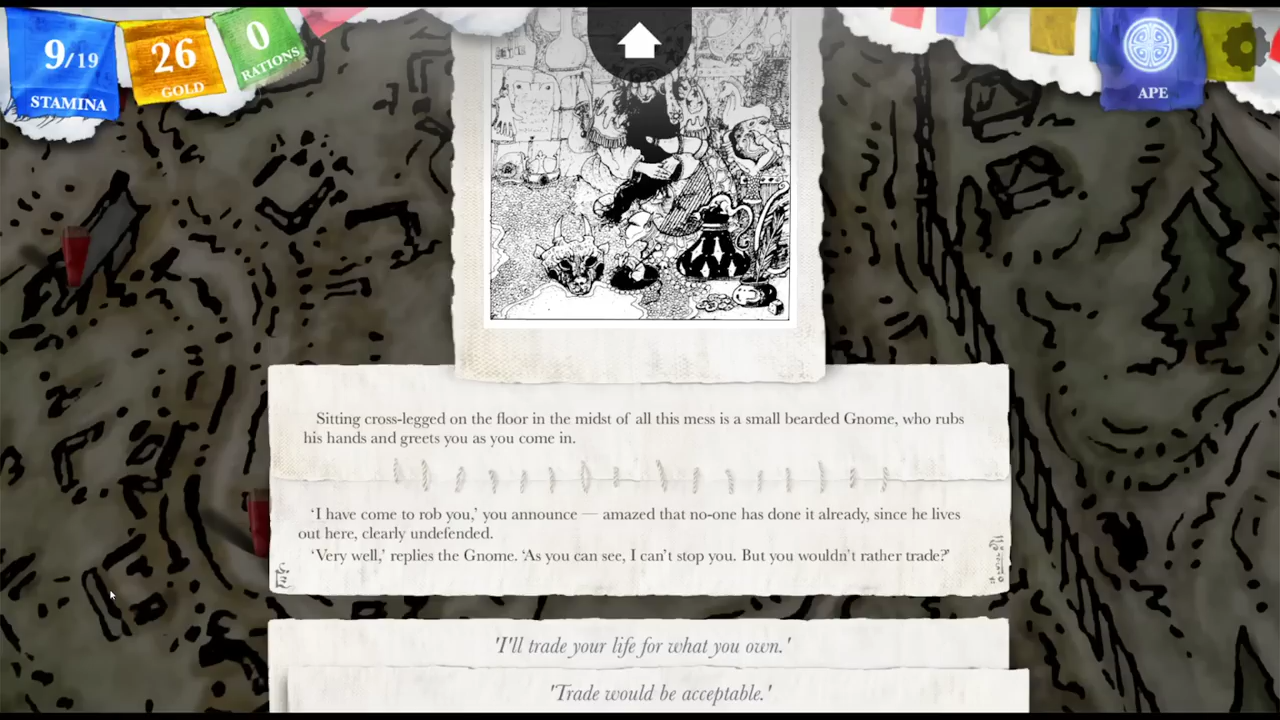 9/19
STAMINA
26
GOLD
0
RATIONS
APE
Sitting cross-legged on the floor in the midst of all this mess is a small bearded Gnome, who rubs
his hands and greets you as you come in.
‘I have come to rob you,’ you announce — amazed that no-one has done it already, since he lives
out here, clearly undefended.
‘Very well,’ replies the Gnome. ‘As you can see, I can’t stop you. But you wouldn’t rather trade?’
'I'll trade your life for what you own.'
'Trade would be acceptable.'